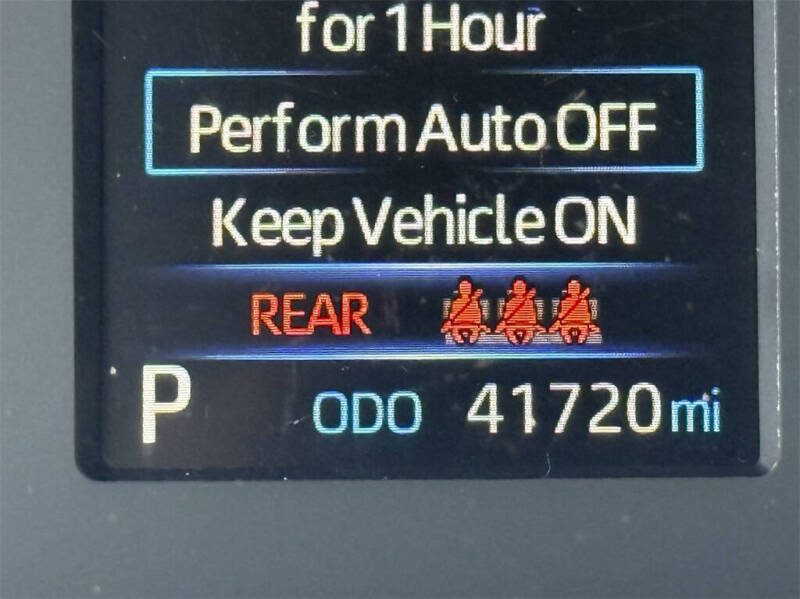 for 1 Hour
Perform Auto OFF
Keep Vehicle ON
REAR
P ODO 41720 mi